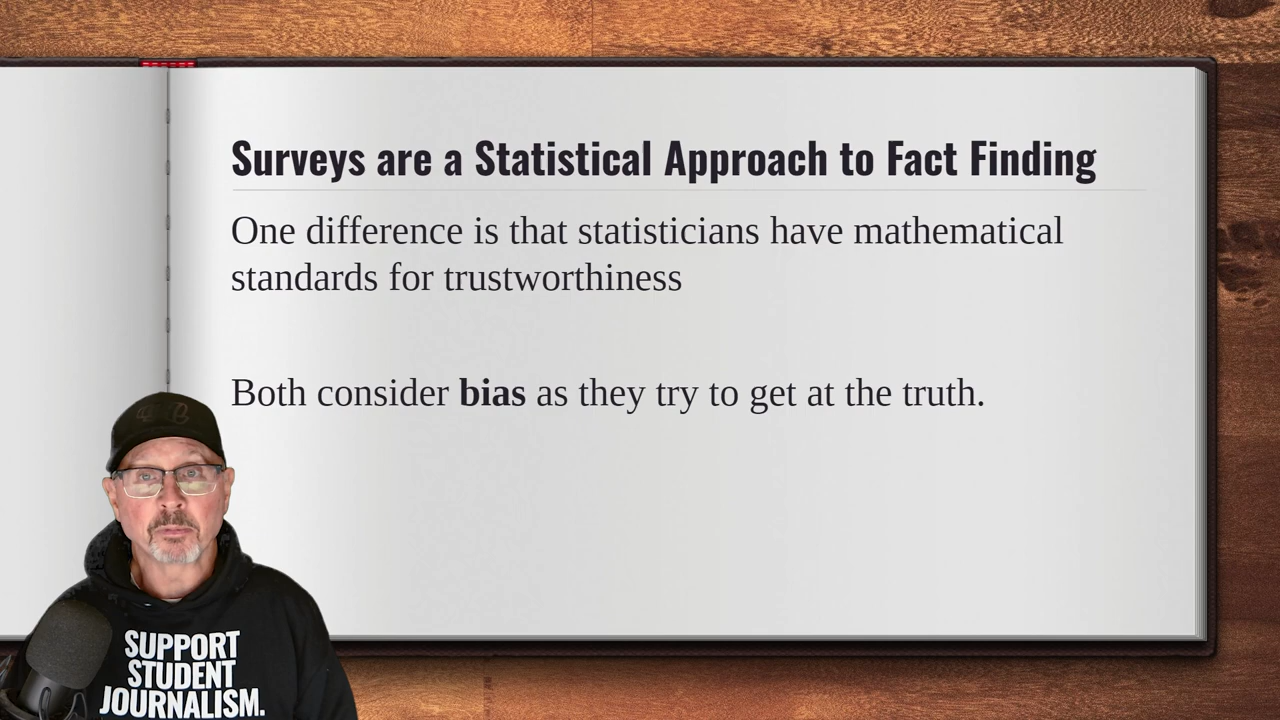 Surveys are a Statistical Approach to Fact Finding
One difference is that statisticians have mathematical
standards for trustworthiness
Both consider bias as they try to get at the truth.
SUPPORT
STUDENT
JOURNALISM.